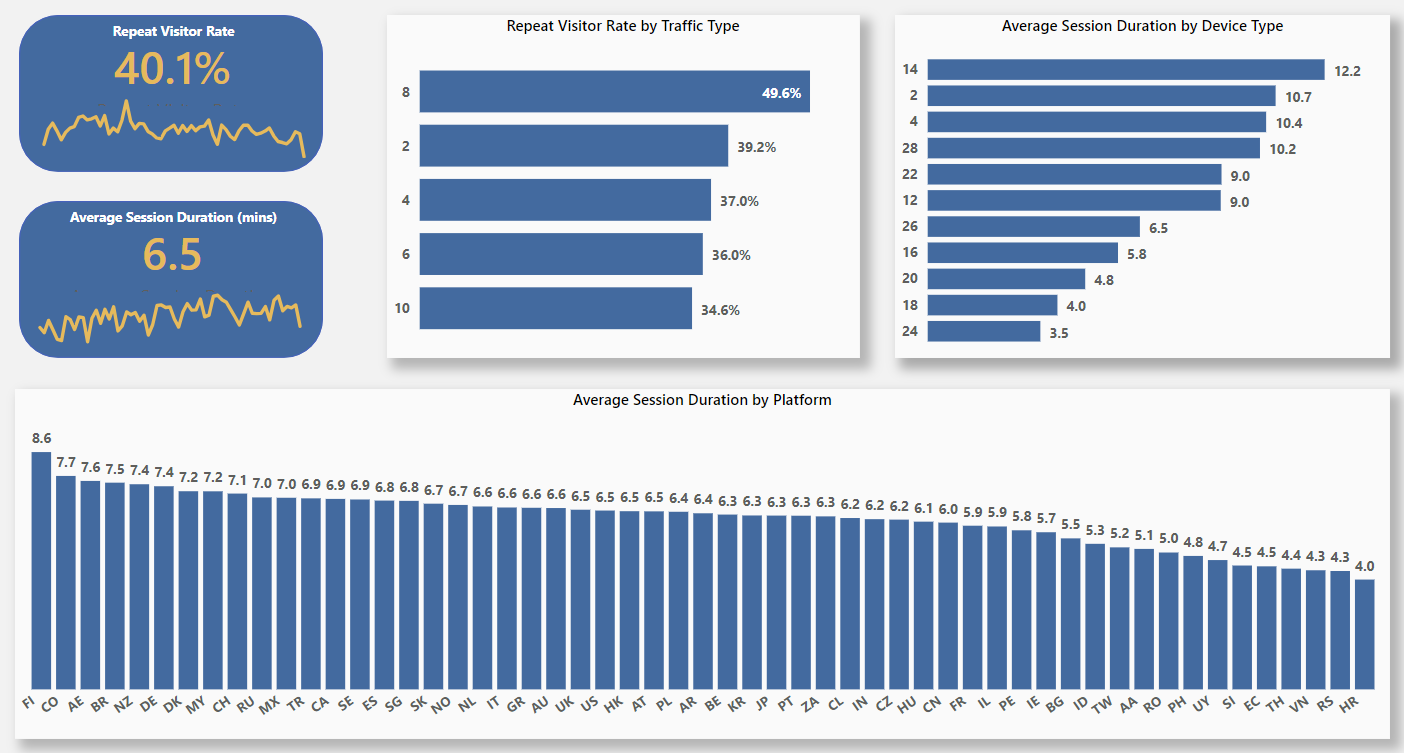 Repeat Visitor Rate
40.1%
Average Session Duration (mins)
6.5
Repeat Visitor Rate by Traffic Type
8 49.6%
2 39.2%
4 37.0%
6 36.0%
10 34.6%
Average Session Duration by Device Type
14 12.2
2 10.7
4 10.4
28 10.2
22 9.0
12 9.0
26 6.5
16 5.8
20 4.8
18 4.0
24 3.5
Average Session Duration by Platform
8.6 7.7 7.6 7.5 7.4 7.4 7.2 7.2 7.1 7.0 7.0 6.9 6.9 6.9 6.8 6.8 6.7 6.7 6.6 6.6 6.6 6.6 6.5 6.5 6.5 6.5 6.4 6.4 6.3 6.3 6.3 6.3 6.3 6.2 6.2 6.2 6.1 6.0 5.9 5.9 5.8 5.7 5.5 5.3 5.2 5.1 5.0 4.8 4.7 4.5 4.5 4.4 4.3 4.3 4.0
FI CO AE BR NZ DE DK MY CH RU MX TR CA SE ES SG SK NO NL IT GR AU UK US HK AT PL AR BE KR JP PT ZA CL IN CZ HU CN FR IL PE IE BG ID TW AA RO PH UY SI EC TH VN RS HR